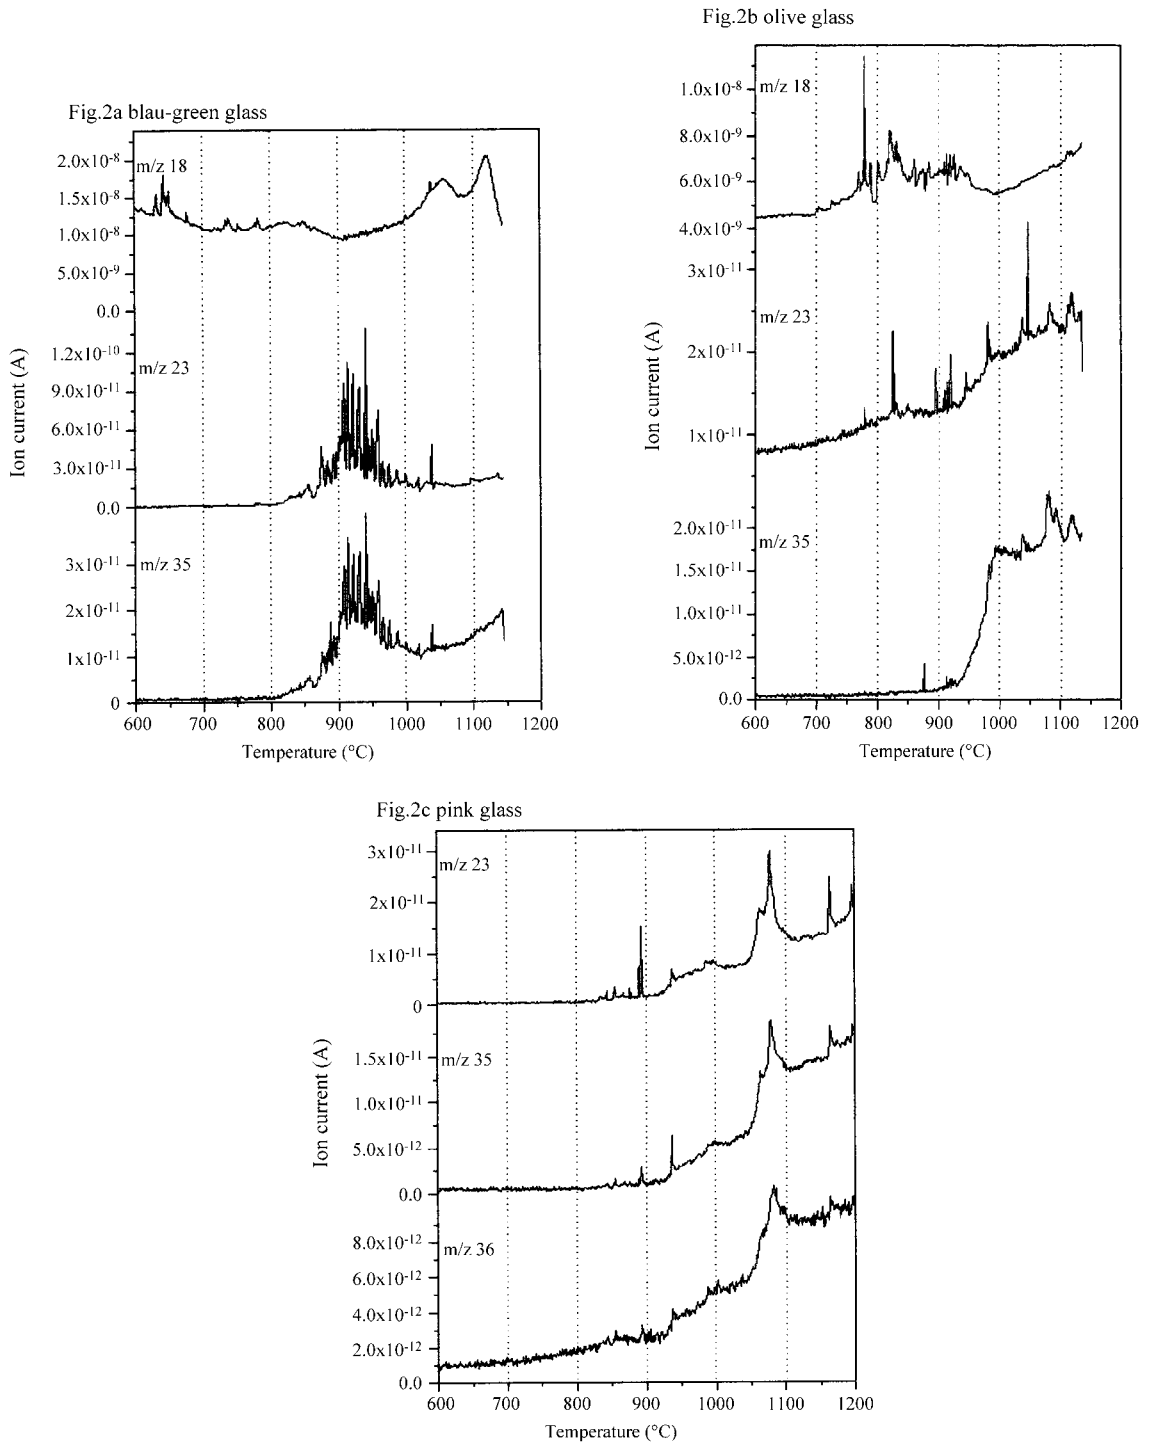 Fig.2b olive glass
Fig.2a blau-green glass
m/z 18
2.0x10⁻⁸
1.5x10⁻⁸
1.0x10⁻⁸
5.0x10⁻⁹
0.0
m/z 23
1.2x10⁻¹⁰
9.0x10⁻¹¹
6.0x10⁻¹¹
3.0x10⁻¹¹
0.0
m/z 35
3x10⁻¹¹
2x10⁻¹¹
1x10⁻¹¹
0
Ion current (A)
600 700 800 900 1000 1100 1200
Temperature (°C)
m/z 18
1.0x10⁻⁸
8.0x10⁻⁹
6.0x10⁻⁹
4.0x10⁻⁹
3x10⁻¹¹
m/z 23
2x10⁻¹¹
1x10⁻¹¹
2.0x10⁻¹¹
m/z 35
1.5x10⁻¹¹
1.0x10⁻¹¹
5.0x10⁻¹²
0.0
Ion current (A)
600 700 800 900 1000 1100 1200
Temperature (°C)
Fig.2c pink glass
3x10⁻¹¹
m/z 23
2x10⁻¹¹
1x10⁻¹¹
0
1.5x10⁻¹¹
m/z 35
1.0x10⁻¹¹
5.0x10⁻¹²
0.0
8.0x10⁻¹²
m/z 36
6.0x10⁻¹²
4.0x10⁻¹²
2.0x10⁻¹²
0.0
Ion current (A)
600 700 800 900 1000 1100 1200
Temperature (°C)